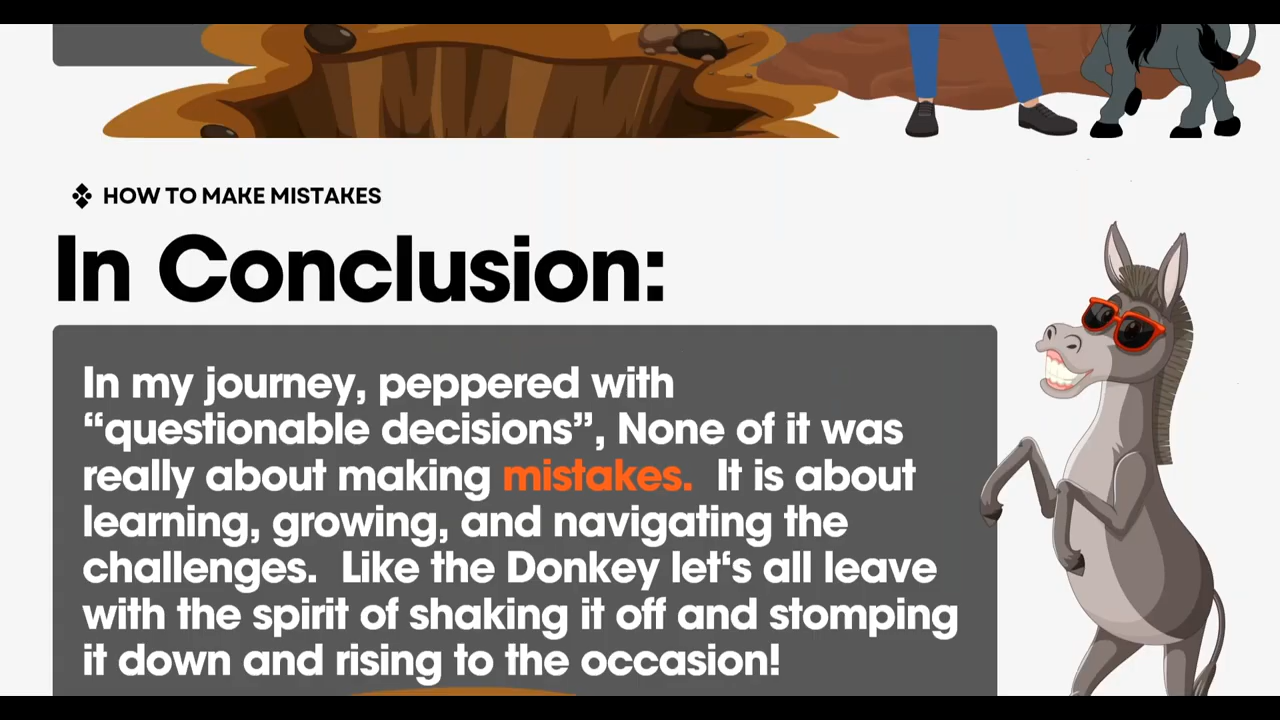 HOW TO MAKE MISTAKES
In Conclusion:
In my journey, peppered with
“questionable decisions”, None of it was
really about making mistakes.  It is about
learning, growing, and navigating the
challenges.  Like the Donkey let‘s all leave
with the spirit of shaking it off and stomping
it down and rising to the occasion!